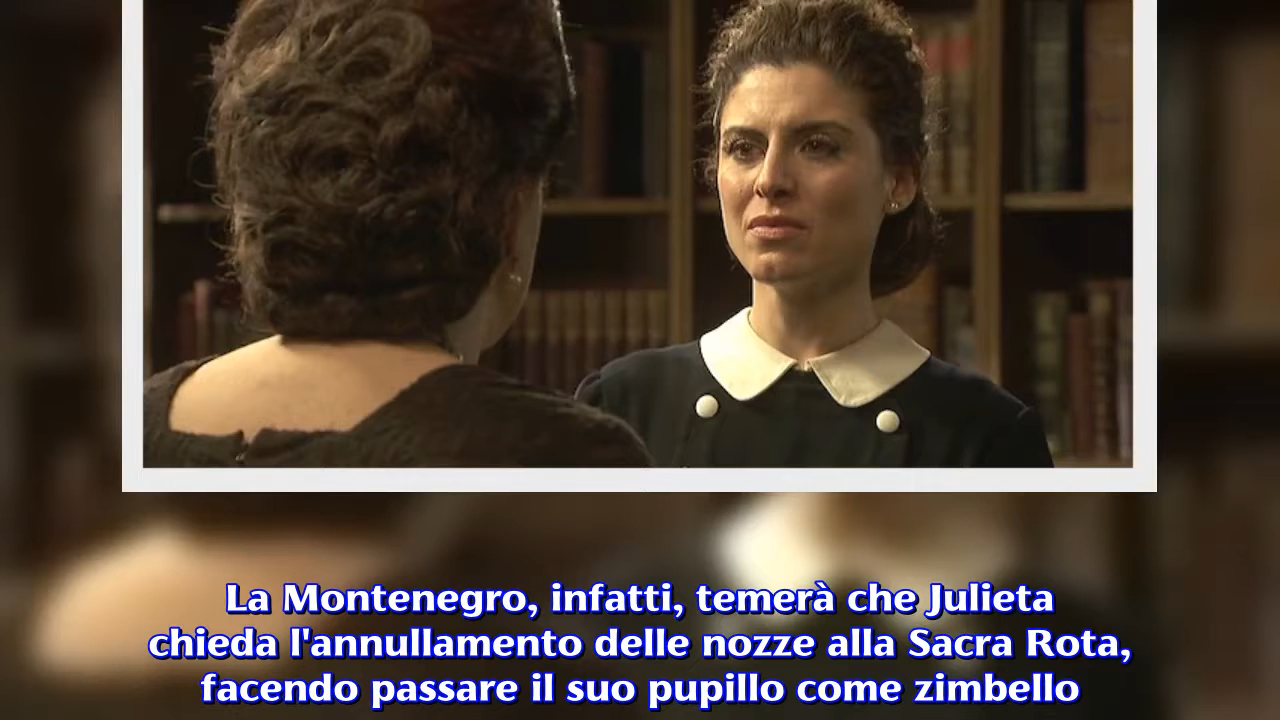 La Montenegro, infatti, temerà che Julieta
chieda l'annullamento delle nozze alla Sacra Rota,
facendo passare il suo pupillo come zimbello